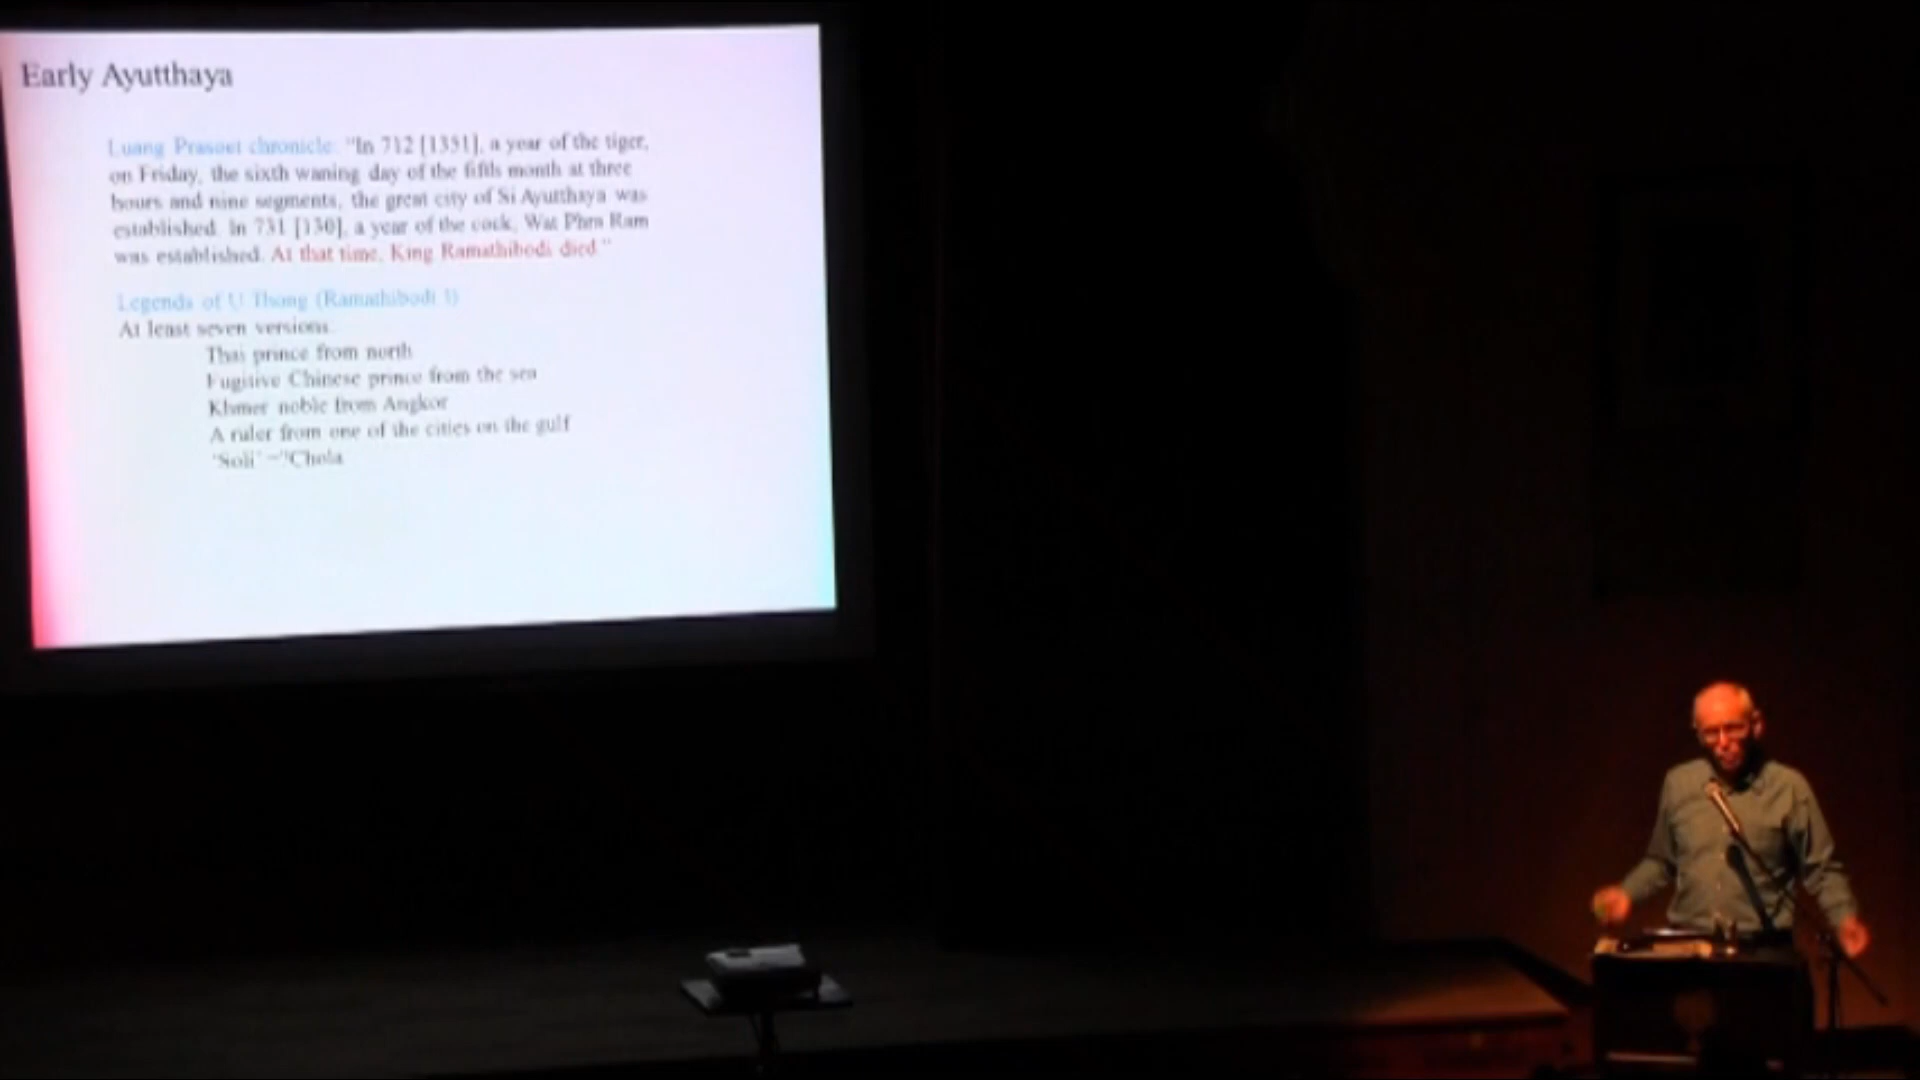 Early Ayutthaya
Luang Prasoet chronicle: "In 712 [1351], a year of the tiger,
on Friday, the sixth waning day of the fifth month at three
hours and nine segments, the great city of Si Ayutthaya was
established. In 731 [130], a year of the cock, Wat Phra Ram
was established. At that time, King Ramathibodi died."
Legends of U Thong (Ramathibodi I)
At least seven versions
Thai prince from north
Fugitive Chinese prince from the sea
Khmer noble from Angkor
A ruler from one of the cities on the gulf
'Soli' =?Chola